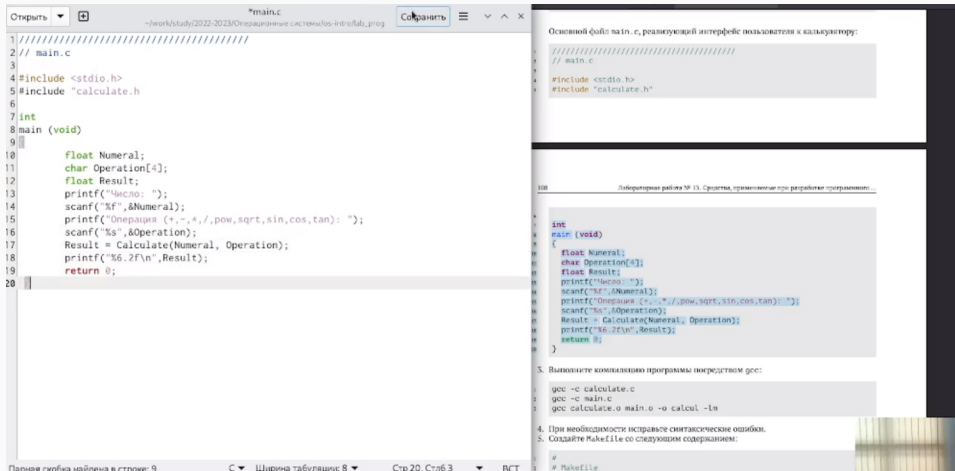 Открыть
*main.c
~/work/study/2022-2023/Операционные системы/os-intro/lab_prog
Сохранить
1 ////////////////////////////////////////
2 // main.c
3
4 #include <stdio.h>
5 #include "calculate.h
6
7 int
8 main (void)
9 {
10 float Numeral;
11 char Operation[4];
12 float Result;
13 printf("Число: ");
14 scanf("%f",&Numeral);
15 printf("Операция (+,-,*,/,pow,sqrt,sin,cos,tan): ");
16 scanf("%s",&Operation);
17 Result = Calculate(Numeral, Operation);
18 printf("%6.2f\n",Result);
19 return 0;
20 }
Парная скобка найдена в строке: 9
C
Ширина табуляции: 8
Стр 20, Стлб 3
ВСТ
Основной файл main.c, реализующий интерфейс пользователя к калькулятору:
////////////////////////////////////////
// main.c
#include <stdio.h>
#include "calculate.h"
108
Лабораторная работа № 13. Средства, применяемые при разработке программного…
int
main (void)
{
float Numeral;
char Operation[4];
float Result;
printf("Число: ");
scanf("%f",&Numeral);
printf("Операция (+,-,*,/,pow,sqrt,sin,cos,tan): ");
scanf("%s",&Operation);
Result = Calculate(Numeral, Operation);
printf("%6.2f\n",Result);
return 0;
}
3. Выполните компиляцию программы посредством gcc:
gcc -c calculate.c
gcc -c main.c
gcc calculate.o main.o -o calcul -lm
4. При необходимости исправьте синтаксические ошибки.
5. Создайте Makefile со следующим содержанием:
#
# Makefile